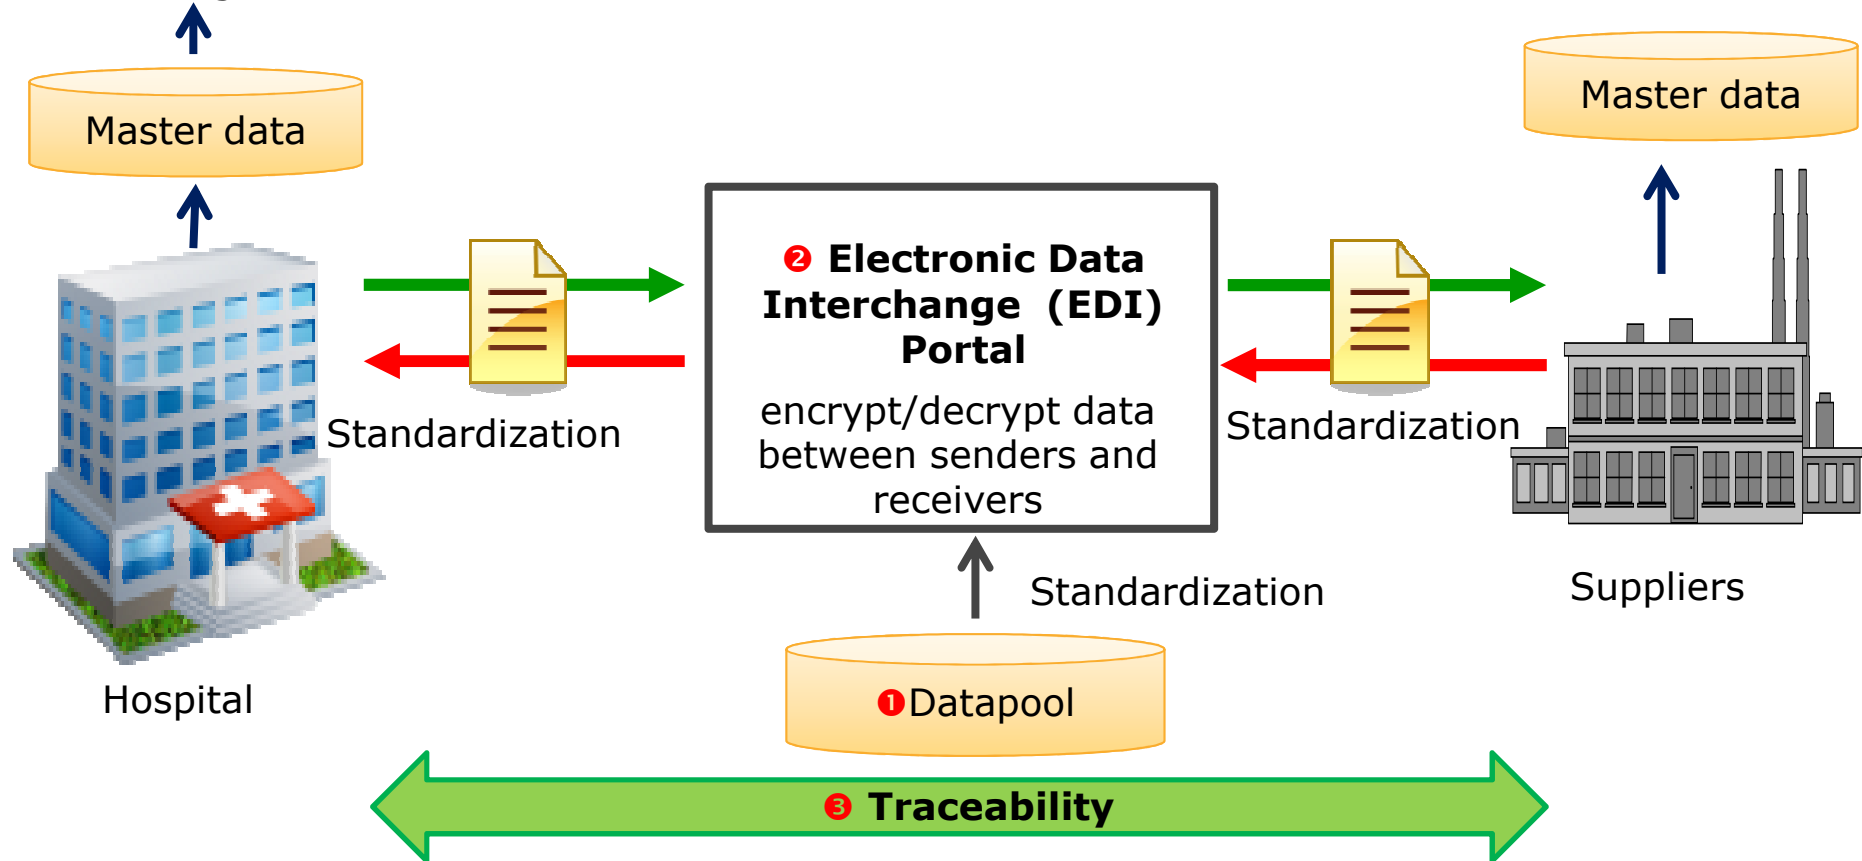 Master data
Master data
❷ Electronic Data
Interchange (EDI)
Portal
encrypt/decrypt data
between senders and
receivers
Standardization
Standardization
Standardization
Suppliers
Hospital
❶Datapool
❸ Traceability